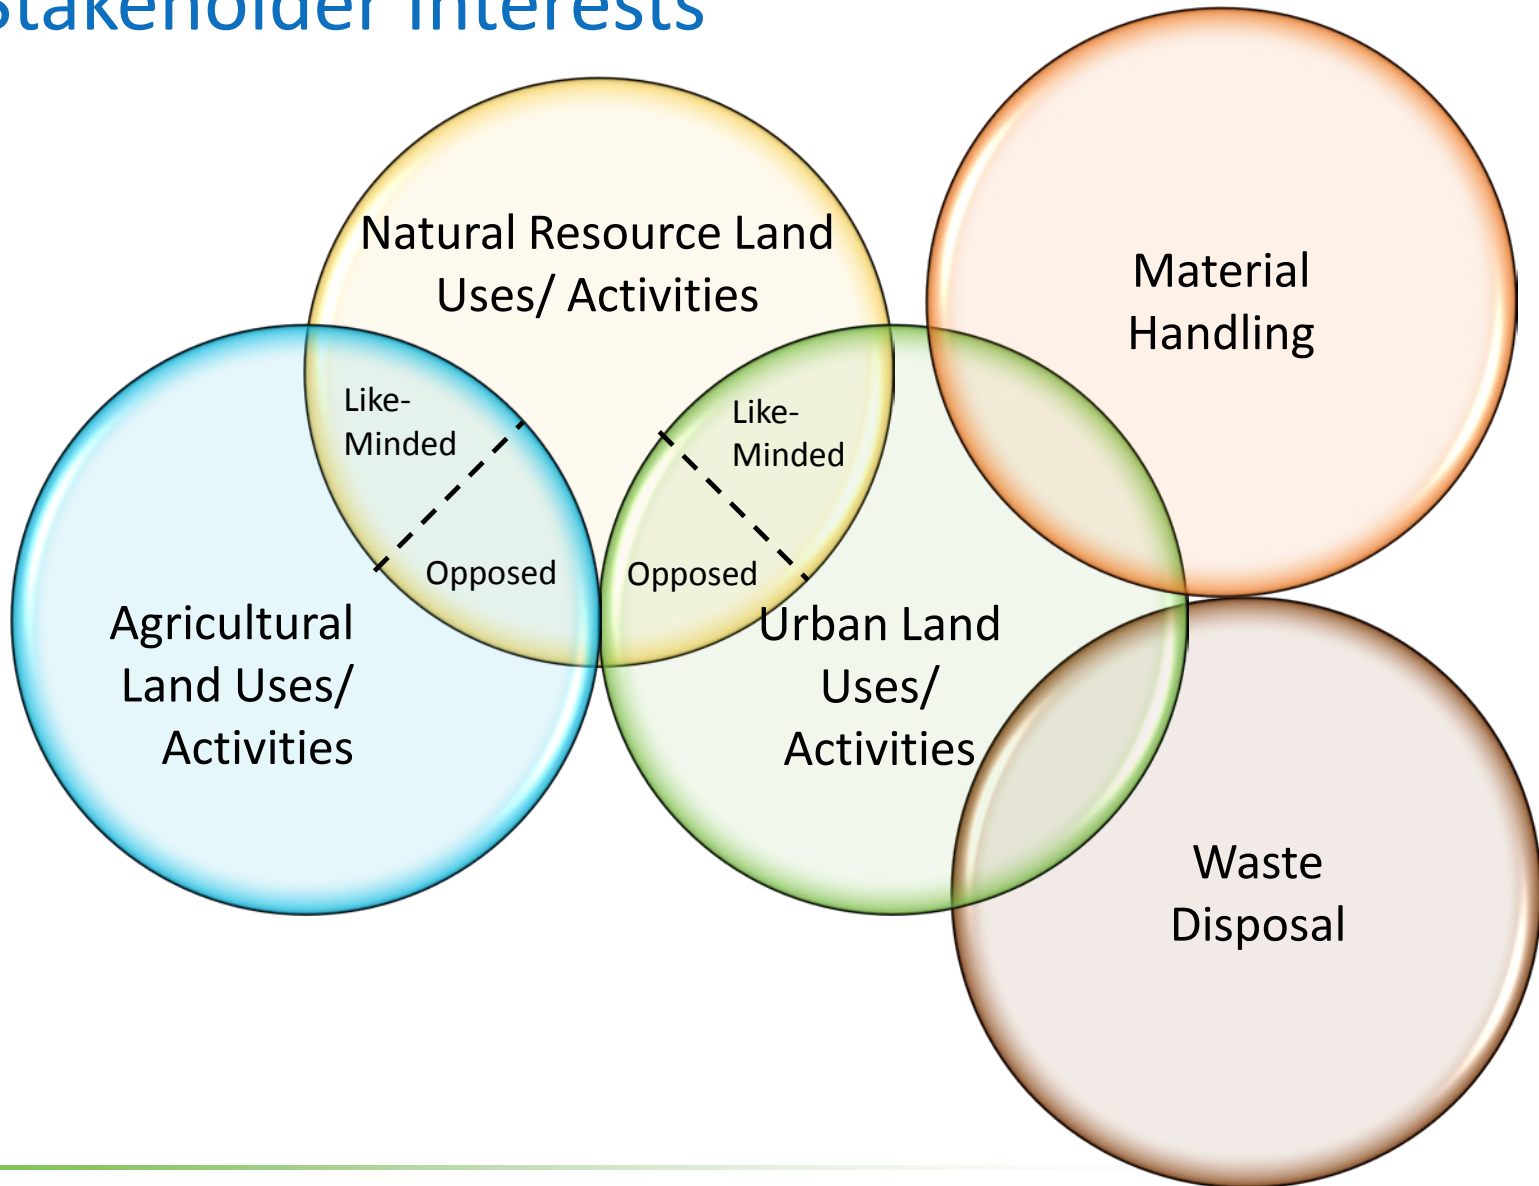 Stakeholder Interests
Natural Resource Land
Uses/ Activities
Material
Handling
Like-
Minded
Like-
Minded
Opposed
Opposed
Agricultural
Land Uses/
Activities
Urban Land
Uses/
Activities
Waste
Disposal